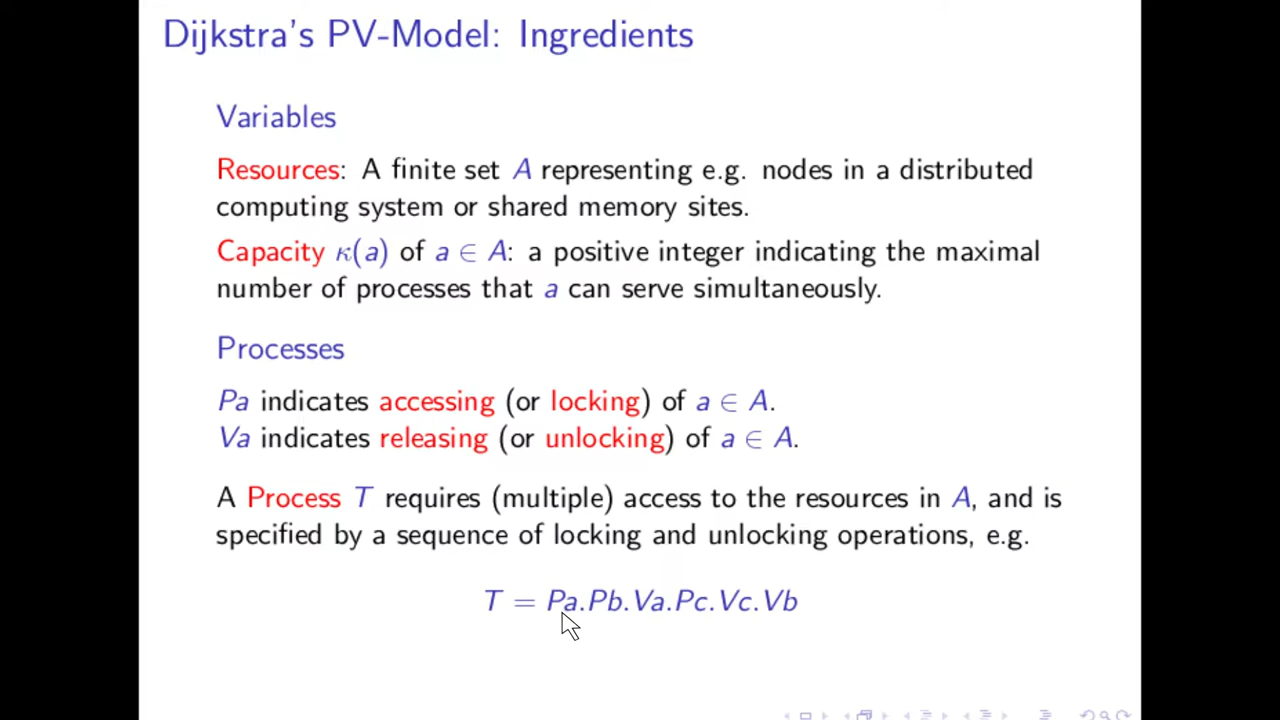 Dijkstra's PV-Model: Ingredients
Variables
Resources: A finite set A representing e.g. nodes in a distributed
computing system or shared memory sites.
Capacity κ(a) of a ∈ A: a positive integer indicating the maximal
number of processes that a can serve simultaneously.
Processes
Pa indicates accessing (or locking) of a ∈ A.
Va indicates releasing (or unlocking) of a ∈ A.
A Process T requires (multiple) access to the resources in A, and is
specified by a sequence of locking and unlocking operations, e.g.
T = Pa.Pb.Va.Pc.Vc.Vb